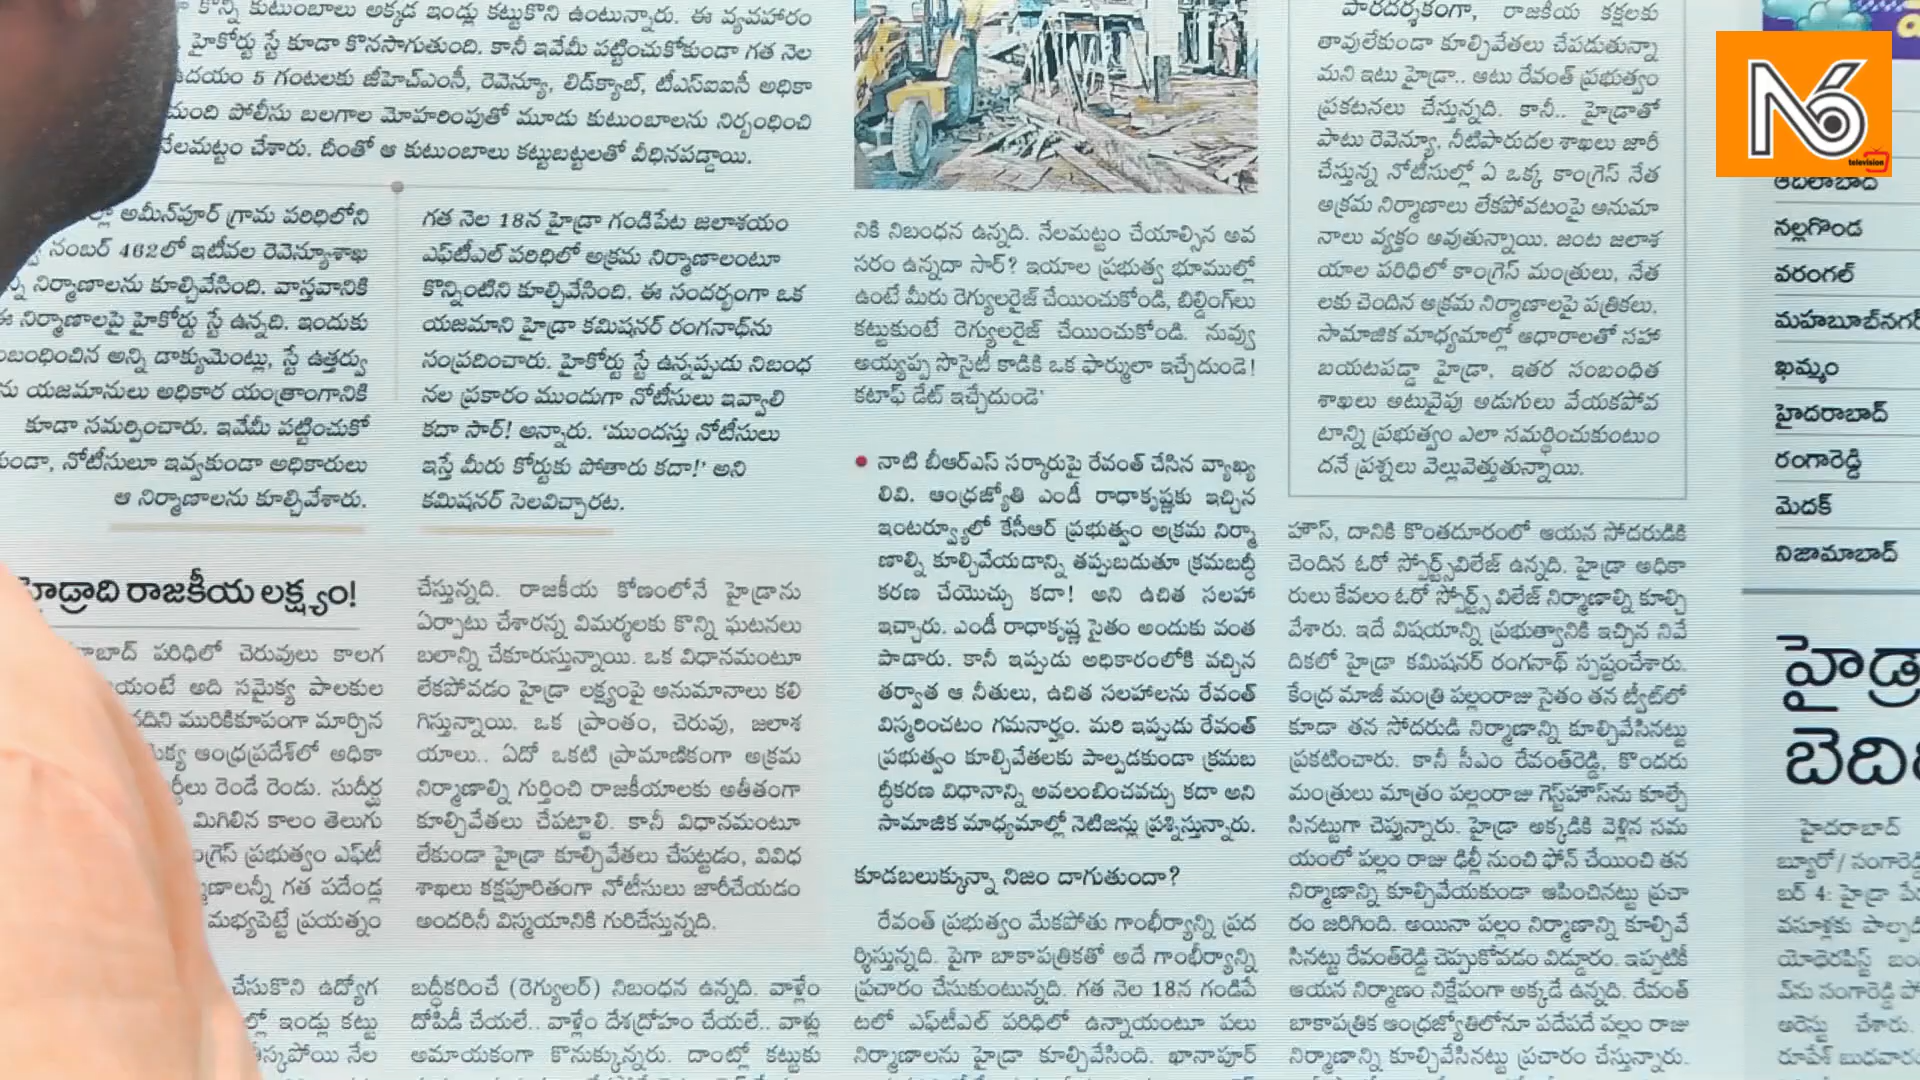 కొన్ని కుటుంబాలు అక్కడ ఇండ్లు కట్టుకొని ఉంటున్నారు. ఈ వ్యవహారం
హైకోర్టు స్టే కూడా కొనసాగుతుంది. కానీ ఇవేమీ పట్టించుకోకుండా గత నెల
ఉదయం 5 గంటలకు జీహెచ్ఎంసీ, రెవెన్యూ, లిడ్‌క్యాబ్, టీఎస్ఐఐసీ అధికా
మంది పోలీసు బలగాల మోహరింపుతో మూడు కుటుంబాలను నిర్బంధించి
నేలమట్టం చేశారు. దీంతో ఆ కుటుంబాలు కట్టుబట్టలతో వీధినపడ్డాయి.
అమీన్‌పూర్ గ్రామ పరిధిలోని
నంబర్ 462లో ఇటీవల రెవెన్యూశాఖ
నిర్మాణాలను కూల్చివేసింది. వాస్తవానికి
ఈ నిర్మాణాలపై హైకోర్టు స్టే ఉన్నది. ఇందుకు
సంబంధించిన అన్ని డాక్యుమెంట్లు, స్టే ఉత్తర్వు
ను యజమానులు అధికార యంత్రాంగానికి
కూడా సమర్పించారు. ఇవేమీ పట్టించుకో
కుండా, నోటీసులూ ఇవ్వకుండా అధికారులు
ఆ నిర్మాణాలను కూల్చివేశారు.
గత నెల 18న హైడ్రా గండిపేట జలాశయం
ఎఫ్‌టీఎల్ పరిధిలో అక్రమ నిర్మాణాలంటూ
కొన్నింటిని కూల్చివేసింది. ఈ సందర్భంగా ఒక
యజమాని హైడ్రా కమిషనర్ రంగనాథ్‌ను
సంప్రదించారు. హైకోర్టు స్టే ఉన్నప్పుడు నిబంధ
నల ప్రకారం ముందుగా నోటీసులు ఇవ్వాలి
కదా సార్! అన్నారు. ‘ముందస్తు నోటీసులు
ఇస్తే మీరు కోర్టుకు పోతారు కదా!’ అని
కమిషనర్ సెలవిచ్చారట.
హైడ్రాది రాజకీయ లక్ష్యం!
పరిధిలో చెరువులు కాలగ
అది సమైక్య పాలకుల
మురికికూపంగా మార్చిన
ఆంధ్రప్రదేశ్‌లో అధికా
రెండే రెండు. సుదీర్ఘ
మిగిలిన కాలం తెలుగు
ప్రభుత్వం ఎఫ్‌టీ
గత పదేండ్ల
మభ్యపెట్టే ప్రయత్నం
చేస్తున్నది. రాజకీయ కోణంలోనే హైడ్రాను
ఏర్పాటు చేశారన్న విమర్శలకు కొన్ని ఘటనలు
బలాన్ని చేకూరుస్తున్నాయి. ఒక విధానమంటూ
లేకపోవడం హైడ్రా లక్ష్యంపై అనుమానాలు కలి
గిస్తున్నాయి. ఒక ప్రాంతం, చెరువు, జలాశ
యాలు.. ఏదో ఒకటి ప్రామాణికంగా అక్రమ
నిర్మాణాల్ని గుర్తించి రాజకీయాలకు అతీతంగా
కూల్చివేతలు చేపట్టాలి. కానీ విధానమంటూ
లేకుండా హైడ్రా కూల్చివేతలు చేపట్టడం, వివిధ
శాఖలు కక్షపూరితంగా నోటీసులు జారీచేయడం
అందరినీ విస్మయానికి గురిచేస్తున్నది.
చేసుకొని ఉద్యోగ
ఇండ్లు కట్టు
నేల
బద్ధీకరించే (రెగ్యులర్) నిబంధన ఉన్నది. వాళ్లేం
దోపిడీ చేయలే.. వాళ్లేం దేశద్రోహం చేయలే.. వాళ్లు
అమాయకంగా కొనుక్కున్నరు. దాంట్లో కట్టుకు
నికి నిబంధన ఉన్నది. నేలమట్టం చేయాల్సిన అవ
సరం ఉన్నదా సార్? ఇయాల ప్రభుత్వ భూముల్లో
ఉంటే మీరు రెగ్యులరైజ్ చేయించుకోండి, బిల్డింగ్‌లు
కట్టుకుంటే రెగ్యులరైజ్ చేయించుకోండి. నువ్వు
అయ్యప్ప సొసైటీ కాడికి ఒక ఫార్ములా ఇచ్చేదుండె!
కటాఫ్ డేట్ ఇచ్చేదుండె’
● నాటి బీఆర్ఎస్ సర్కారుపై రేవంత్ చేసిన వ్యాఖ్య
లివి. ఆంధ్రజ్యోతి ఎండీ రాధాకృష్ణకు ఇచ్చిన
ఇంటర్వ్యూలో కేసీఆర్ ప్రభుత్వం అక్రమ నిర్మా
ణాల్ని కూల్చివేయడాన్ని తప్పుబడుతూ క్రమబద్ధీ
కరణ చేయొచ్చు కదా! అని ఉచిత సలహా
ఇచ్చారు. ఎండీ రాధాకృష్ణ సైతం అందుకు వంత
పాడారు. కానీ ఇప్పుడు అధికారంలోకి వచ్చిన
తర్వాత ఆ నీతులు, ఉచిత సలహాలను రేవంత్
విస్మరించటం గమనార్హం. మరి ఇప్పుడు రేవంత్
ప్రభుత్వం కూల్చివేతలకు పాల్పడకుండా క్రమబ
ద్ధీకరణ విధానాన్ని అవలంబించవచ్చు కదా అని
సామాజిక మాధ్యమాల్లో నెటిజన్లు ప్రశ్నిస్తున్నారు.
కూడబలుక్కున్నా నిజం దాగుతుందా?
రేవంత్ ప్రభుత్వం మేకపోతు గాంభీర్యాన్ని ప్రద
ర్శిస్తున్నది. పైగా బాకాపత్రికతో అదే గాంభీర్యాన్ని
ప్రచారం చేసుకుంటున్నది. గత నెల 18న గండిపే
టలో ఎఫ్‌టీఎల్ పరిధిలో ఉన్నాయంటూ పలు
నిర్మాణాలను హైడ్రా కూల్చివేసింది. ఖానాపూర్
పారదర్శకంగా, రాజకీయ కక్షలకు
తావులేకుండా కూల్చివేతలు చేపడుతున్నా
మని ఇటు హైడ్రా.. అటు రేవంత్ ప్రభుత్వం
ప్రకటనలు చేస్తున్నది. కానీ.. హైడ్రాతో
పాటు రెవెన్యూ, నీటిపారుదల శాఖలు జారీ
చేస్తున్న నోటీసుల్లో ఏ ఒక్క కాంగ్రెస్ నేత
అక్రమ నిర్మాణాలు లేకపోవటంపై అనుమా
నాలు వ్యక్తం అవుతున్నాయి. జంట జలాశ
యాల పరిధిలో కాంగ్రెస్ మంత్రులు, నేత
లకు చెందిన అక్రమ నిర్మాణాలపై పత్రికలు,
సామాజిక మాధ్యమాల్లో ఆధారాలతో సహా
బయటపడ్డా హైడ్రా, ఇతర సంబంధిత
శాఖలు అటువైపు అడుగులు వేయకపోవ
టాన్ని ప్రభుత్వం ఎలా సమర్థించుకుంటుం
దనే ప్రశ్నలు వెల్లువెత్తుతున్నాయి.
హౌస్, దానికి కొంతదూరంలో ఆయన సోదరుడికి
చెందిన ఓరో స్పోర్ట్స్‌విలేజ్ ఉన్నది. హైడ్రా అధికా
రులు కేవలం ఓరో స్పోర్ట్స్ విలేజ్ నిర్మాణాల్ని కూల్చి
వేశారు. ఇదే విషయాన్ని ప్రభుత్వానికి ఇచ్చిన నివే
దికలో హైడ్రా కమిషనర్ రంగనాథ్ స్పష్టంచేశారు.
కేంద్ర మాజీ మంత్రి పల్లంరాజు సైతం తన ట్వీట్‌లో
కూడా తన సోదరుడి నిర్మాణాన్ని కూల్చివేసినట్టు
ప్రకటించారు. కానీ సీఎం రేవంత్‌రెడ్డి, కొందరు
మంత్రులు మాత్రం పల్లంరాజు గెస్ట్‌హౌస్‌ను కూల్చే
సినట్టుగా చెప్తున్నారు. హైడ్రా అక్కడికి వెళ్లిన సమ
యంలో పల్లం రాజు ఢిల్లీ నుంచి ఫోన్ చేయించి తన
నిర్మాణాన్ని కూల్చివేయకుండా ఆపించినట్టు ప్రచా
రం జరిగింది. అయినా పల్లం నిర్మాణాన్ని కూల్చివే
సినట్టు రేవంత్‌రెడ్డి చెప్పుకోవడం విడ్డూరం. ఇప్పటికీ
ఆయన నిర్మాణం నిక్షేపంగా అక్కడే ఉన్నది. రేవంత్
బాకాపత్రిక ఆంధ్రజ్యోతిలోనూ పదేపదే పల్లం రాజు
నిర్మాణాన్ని కూల్చివేసినట్టు ప్రచారం చేస్తున్నారు.
N6
television
ఆదిలాబాద్
నల్లగొండ
వరంగల్
మహబూబ్‌నగర్
ఖమ్మం
హైదరాబాద్
రంగారెడ్డి
మెదక్
నిజామాబాద్
హైడ్రా
బెది
హైదరాబాద్
బ్యూరో/ సంగారెడ్డి
బర్ 4: హైడ్రా పే
వసూళ్లకు
వ్‌ను సంగారెడ్డి
అరెస్టు చేశారు.